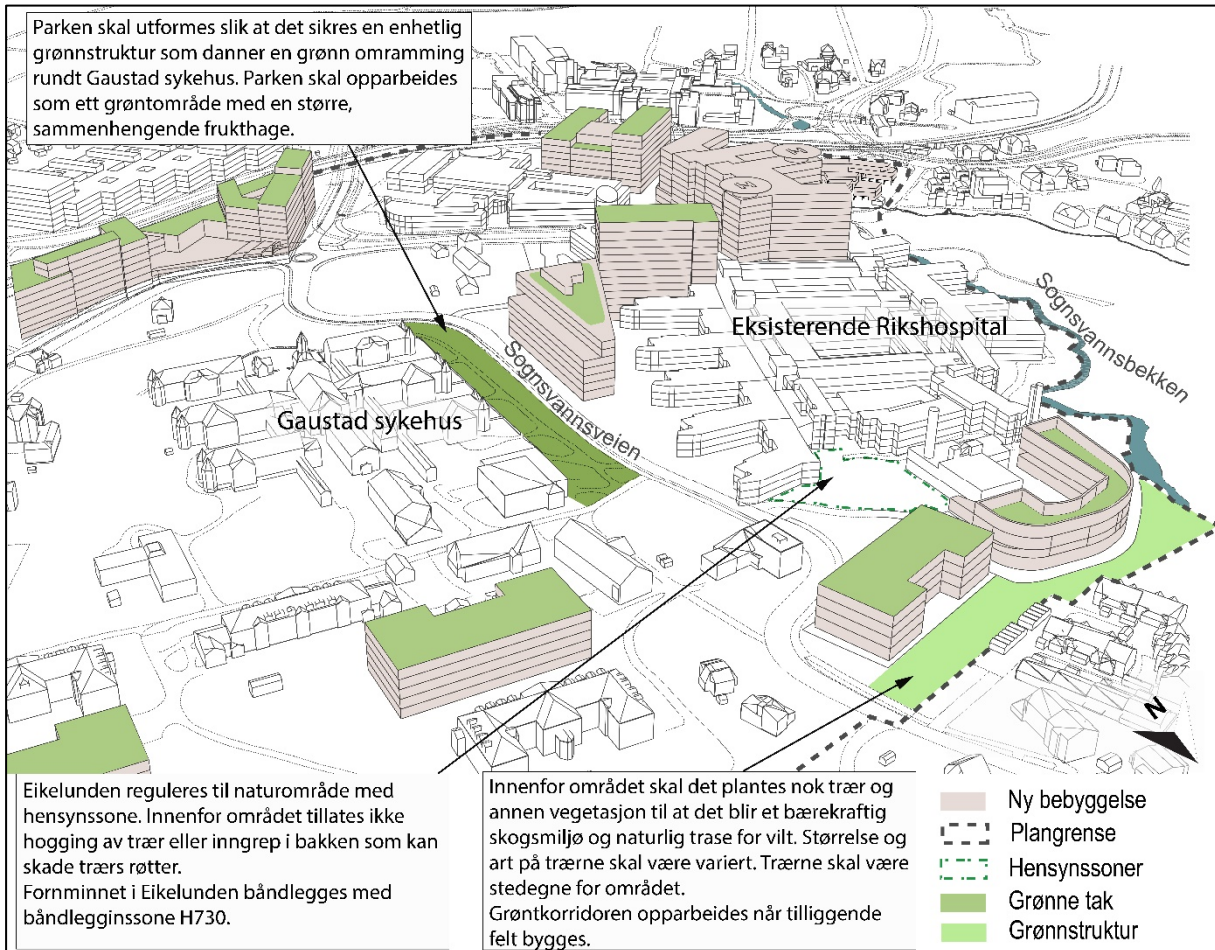 Parken skal utformes slik at det sikres en enhetlig
grønnstruktur som danner en grønn omramming
rundt Gaustad sykehus. Parken skal opparbeides
som ett grøntområde med en større,
sammenhengende frukthage.
Eksisterende Rikshospital
Sognsvannsbekken
Sognsvannsveien
Gaustad sykehus
N
Eikelunden reguleres til naturområde med
hensynssone. Innenfor området tillates ikke
hogging av trær eller inngrep i bakken som kan
skade trærs røtter.
Fornminnet i Eikelunden båndlegges med
båndlegginssone H730.
Innenfor området skal det plantes nok trær og
annen vegetasjon til at det blir et bærekraftig
skogsmiljø og naturlig trase for vilt. Størrelse og
art på trærne skal være variert. Trærne skal være
stedegne for området.
Grøntkorridoren opparbeides når tilliggende
felt bygges.
Ny bebyggelse
Plangrense
Hensynssoner
Grønne tak
Grønnstruktur